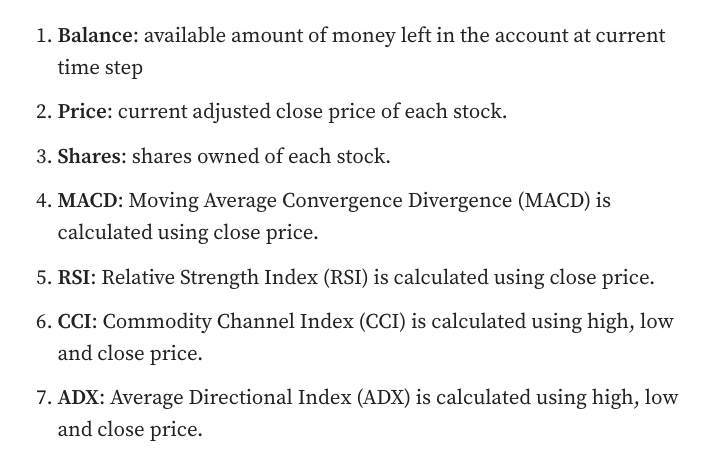 1. Balance: available amount of money left in the account at current
time step
2. Price: current adjusted close price of each stock.
3. Shares: shares owned of each stock.
4. MACD: Moving Average Convergence Divergence (MACD) is
calculated using close price.
5. RSI: Relative Strength Index (RSI) is calculated using close price.
6. CCI: Commodity Channel Index (CCI) is calculated using high, low
and close price.
7. ADX: Average Directional Index (ADX) is calculated using high, low
and close price.